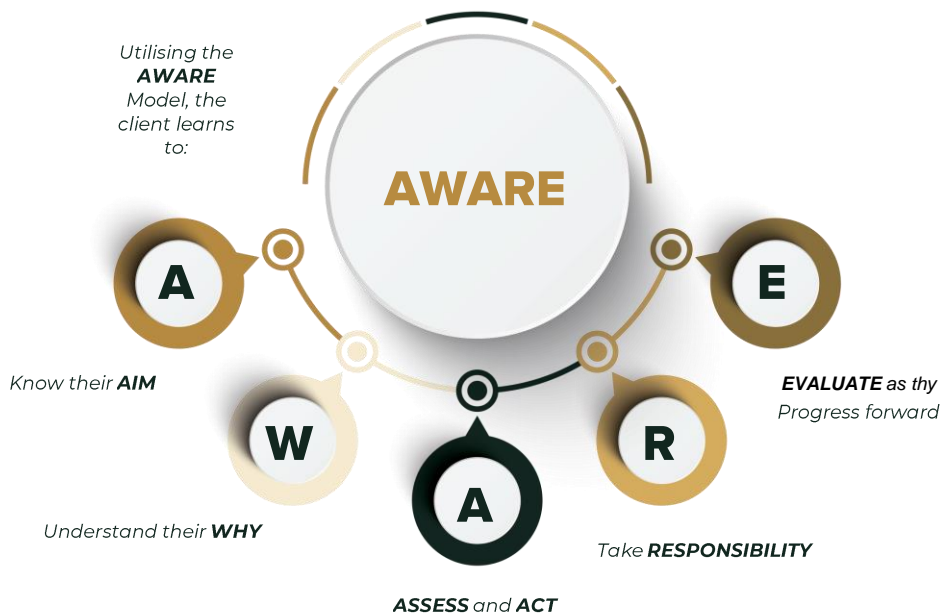 Utilising the
AWARE
Model, the
client learns
to:
AWARE
A
Know their AIM
W
Understand their WHY
A
ASSESS and ACT
R
Take RESPONSIBILITY
E
EVALUATE as thy
Progress forward